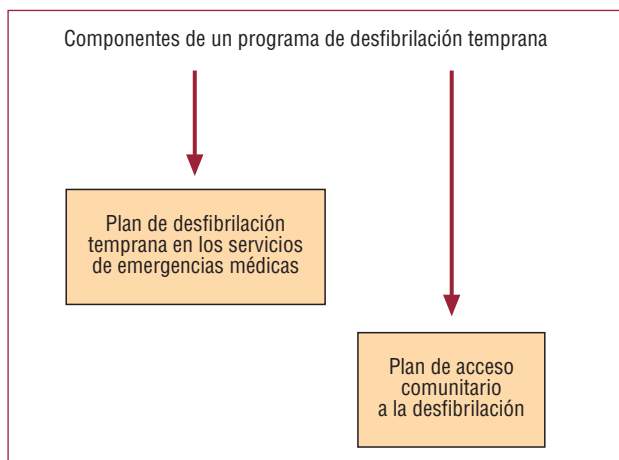 Componentes de un programa de desfibrilación temprana
Plan de desfibrilación
temprana en los servicios
de emergencias médicas
Plan de acceso
comunitario
a la desfibrilación